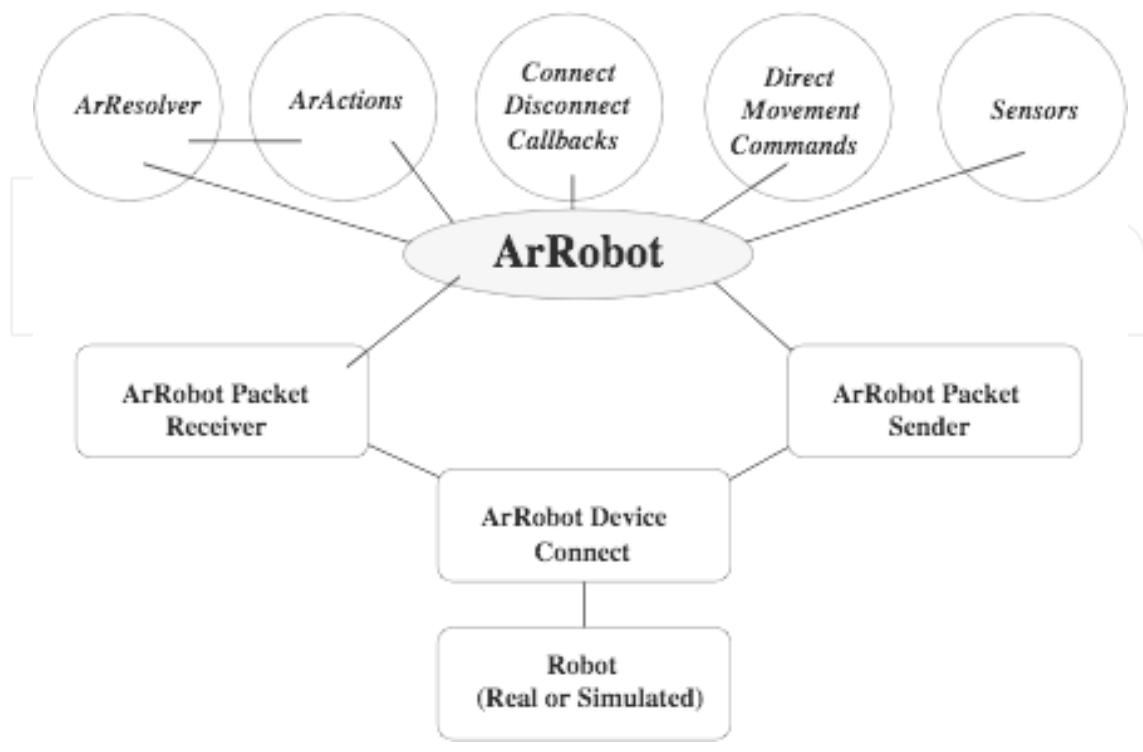 ArResolver
ArActions
Connect
Disconnect
Callbacks
Direct
Movement
Commands
Sensors
ArRobot
ArRobot Packet
Receiver
ArRobot Packet
Sender
ArRobot Device
Connect
Robot
(Real or Simulated)